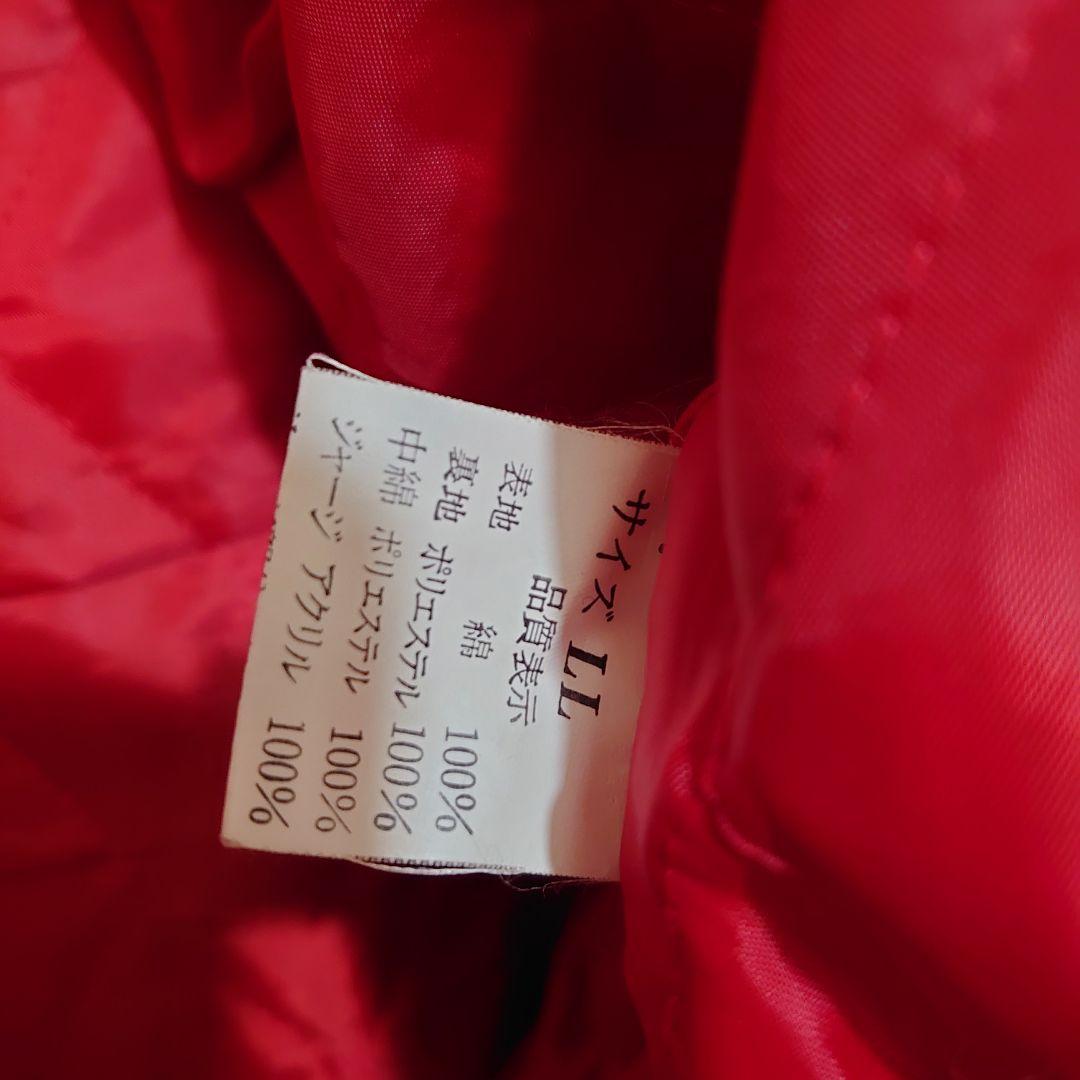 サイズ LL
品質表示
表地 綿 100%
裏地 ポリエステル 100%
中綿 ポリエステル 100%
ジャージ アクリル 100%